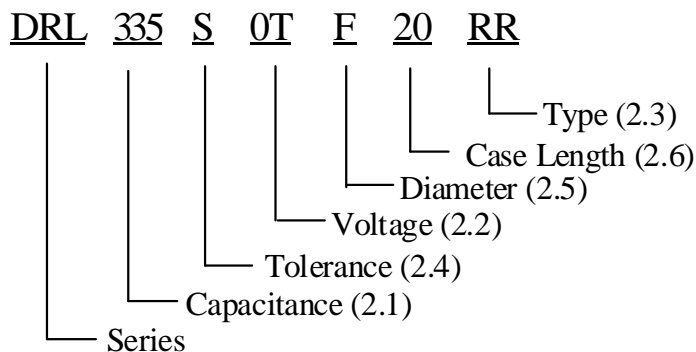 DRL 335 S 0T F 20 RR
Type (2.3)
Case Length (2.6)
Diameter (2.5)
Voltage (2.2)
Tolerance (2.4)
Capacitance (2.1)
Series